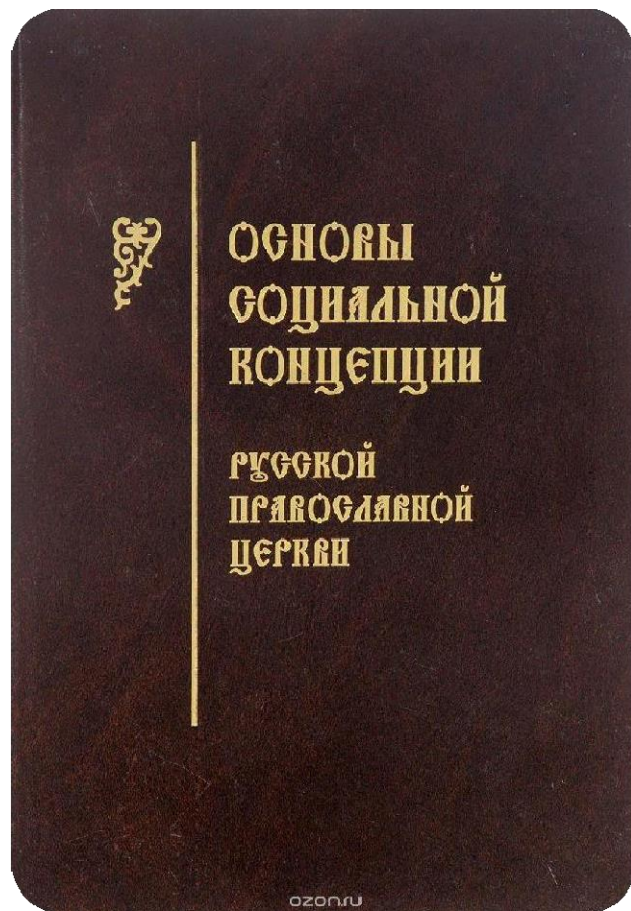 ОСНОВЫ
СОЦИАЛЬНОЙ
КОНЦЕПЦИИ
РУССКОЙ
ПРАВОСЛАВНОЙ
ЦЕРКВИ
ozon.ru